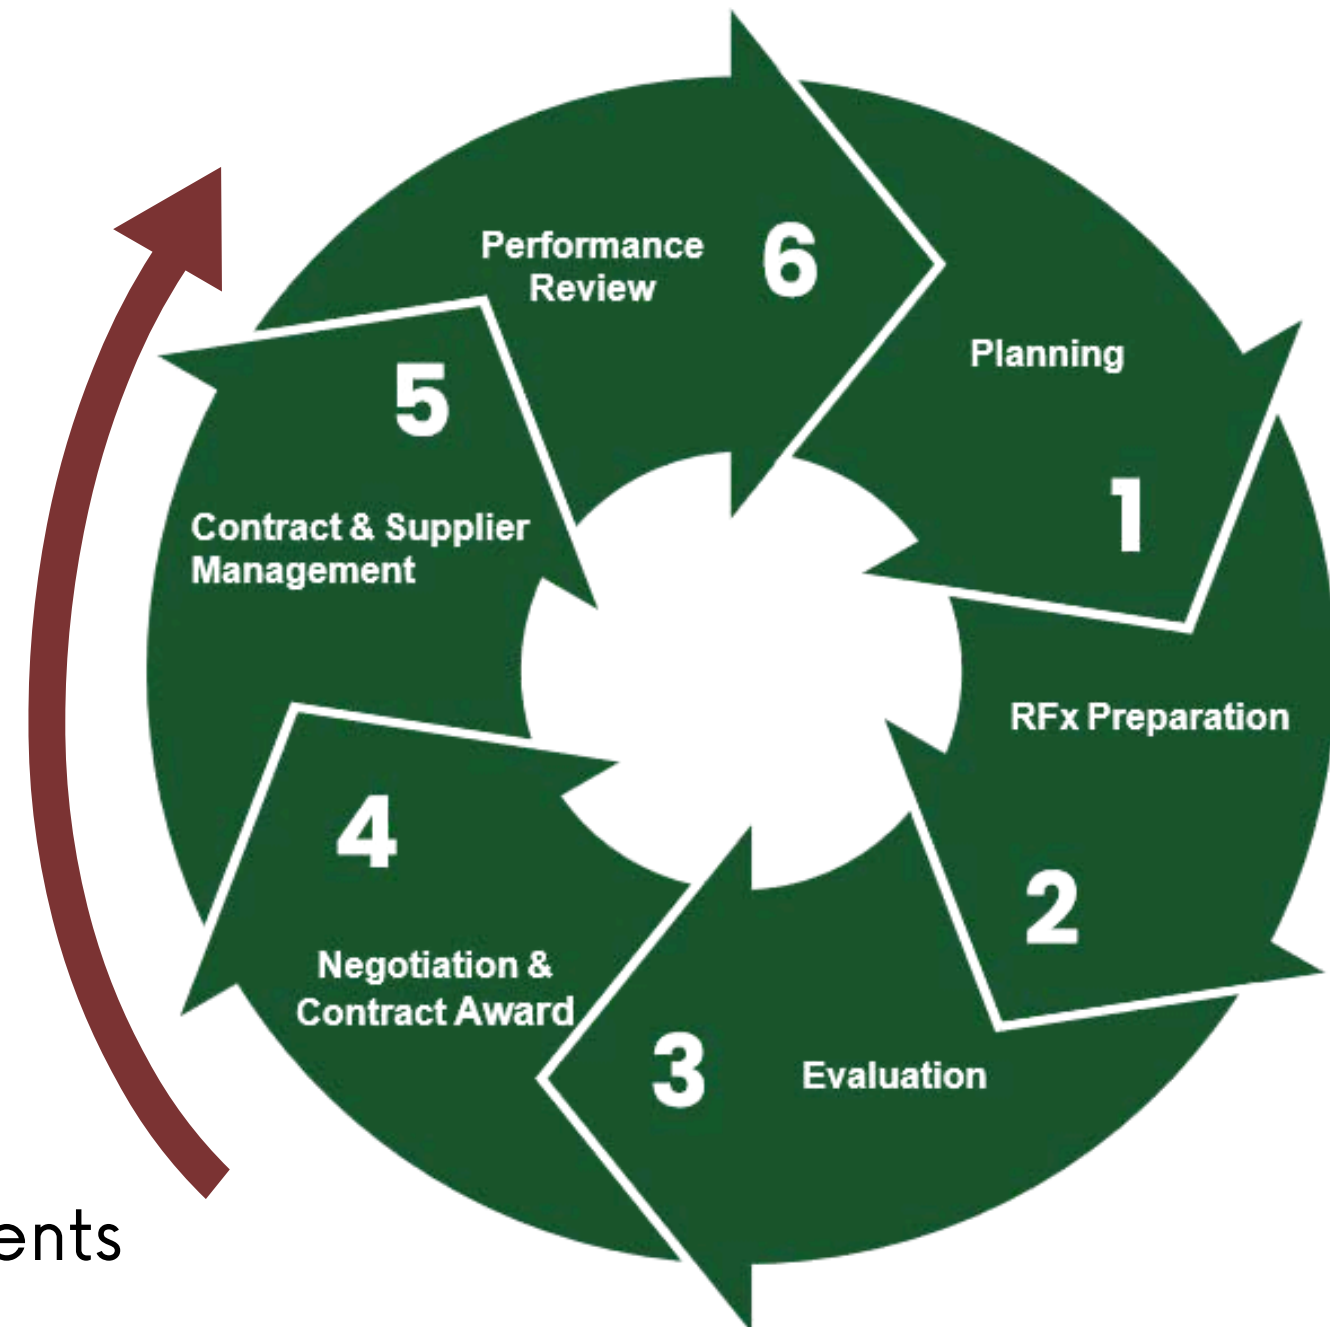 6
Performance
Review
Planning
1
5
Contract & Supplier
Management
RFx Preparation
2
4
Negotiation &
Contract Award
3
Evaluation
ents